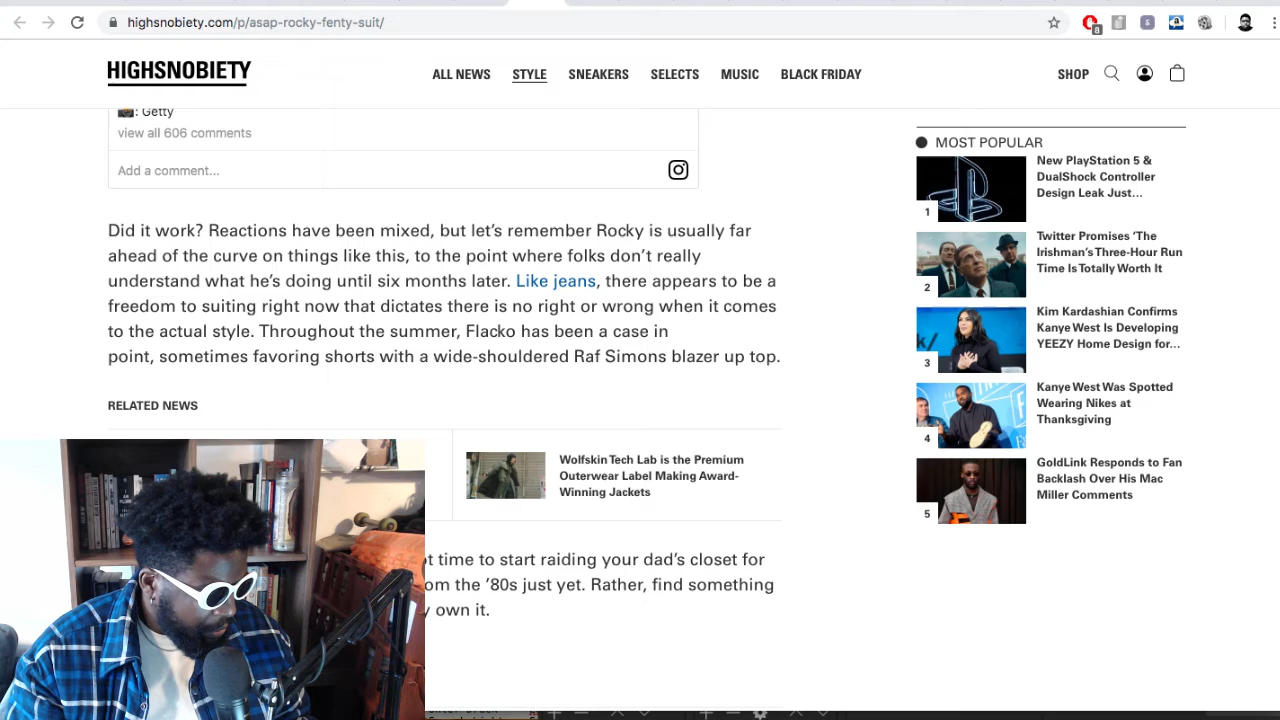 highsnobiety.com/p/asap-rocky-fenty-suit/
8
HIGHSNOBIETY
ALL NEWS STYLE SNEAKERS SELECTS MUSIC BLACK FRIDAY
SHOP
: Getty
view all 606 comments
Add a comment...
Did it work? Reactions have been mixed, but let’s remember Rocky is usually far
ahead of the curve on things like this, to the point where folks don’t really
understand what he’s doing until six months later. Like jeans, there appears to be a
freedom to suiting right now that dictates there is no right or wrong when it comes
to the actual style. Throughout the summer, Flacko has been a case in
point, sometimes favoring shorts with a wide-shouldered Raf Simons blazer up top.
RELATED NEWS
Wolfskin Tech Lab is the Premium
Outerwear Label Making Award-
Winning Jackets
time to start raiding your dad’s closet for
the ’80s just yet. Rather, find something
own it.
MOST POPULAR
1
New PlayStation 5 &
DualShock Controller
Design Leak Just...
2
Twitter Promises ‘The
Irishman’s Three-Hour Run
Time Is Totally Worth It
3
Kim Kardashian Confirms
Kanye West Is Developing
YEEZY Home Design for...
4
Kanye West Was Spotted
Wearing Nikes at
Thanksgiving
5
GoldLink Responds to Fan
Backlash Over His Mac
Miller Comments